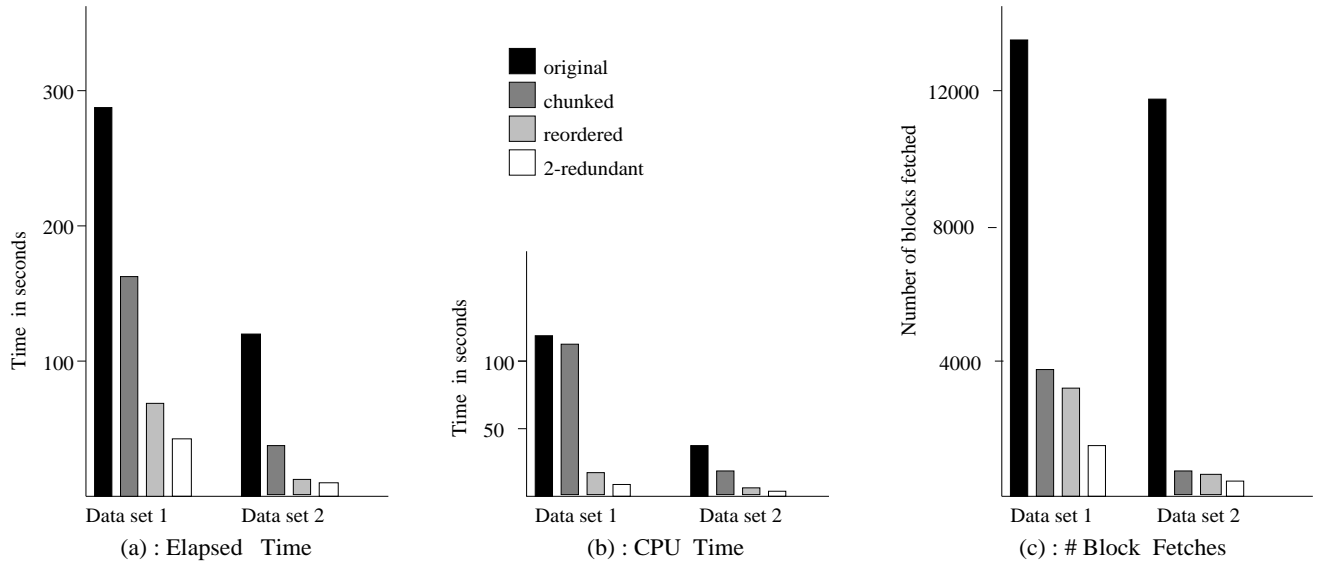 300
200
100
Time in seconds
Data set 1
Data set 2
(a) : Elapsed Time
original
chunked
reordered
2-redundant
100
50
Time in seconds
Data set 1
Data set 2
(b) : CPU Time
12000
8000
4000
Number of blocks fetched
Data set 1
Data set 2
(c) : # Block Fetches